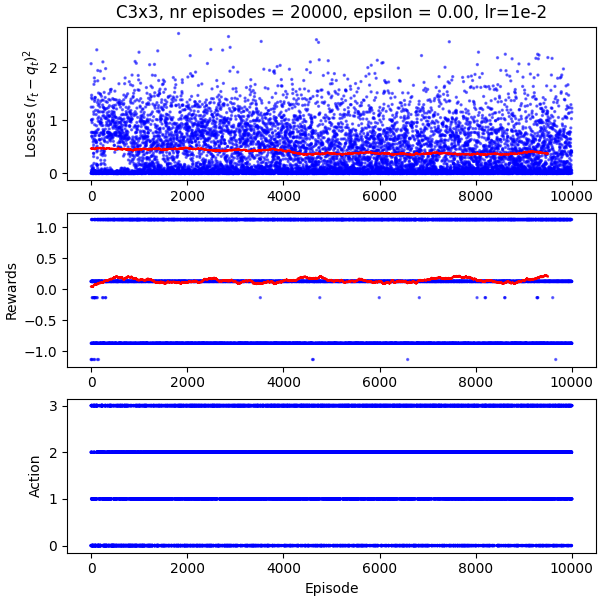 C3x3, nr episodes = 20000, epsilon = 0.00, lr=1e-2
Losses $(r_t - q_t)^2$
2
1
0
0 2000 4000 6000 8000 10000
Rewards
1.0
0.5
0.0
−0.5
−1.0
0 2000 4000 6000 8000 10000
Action
3
2
1
0
0 2000 4000 6000 8000 10000
Episode